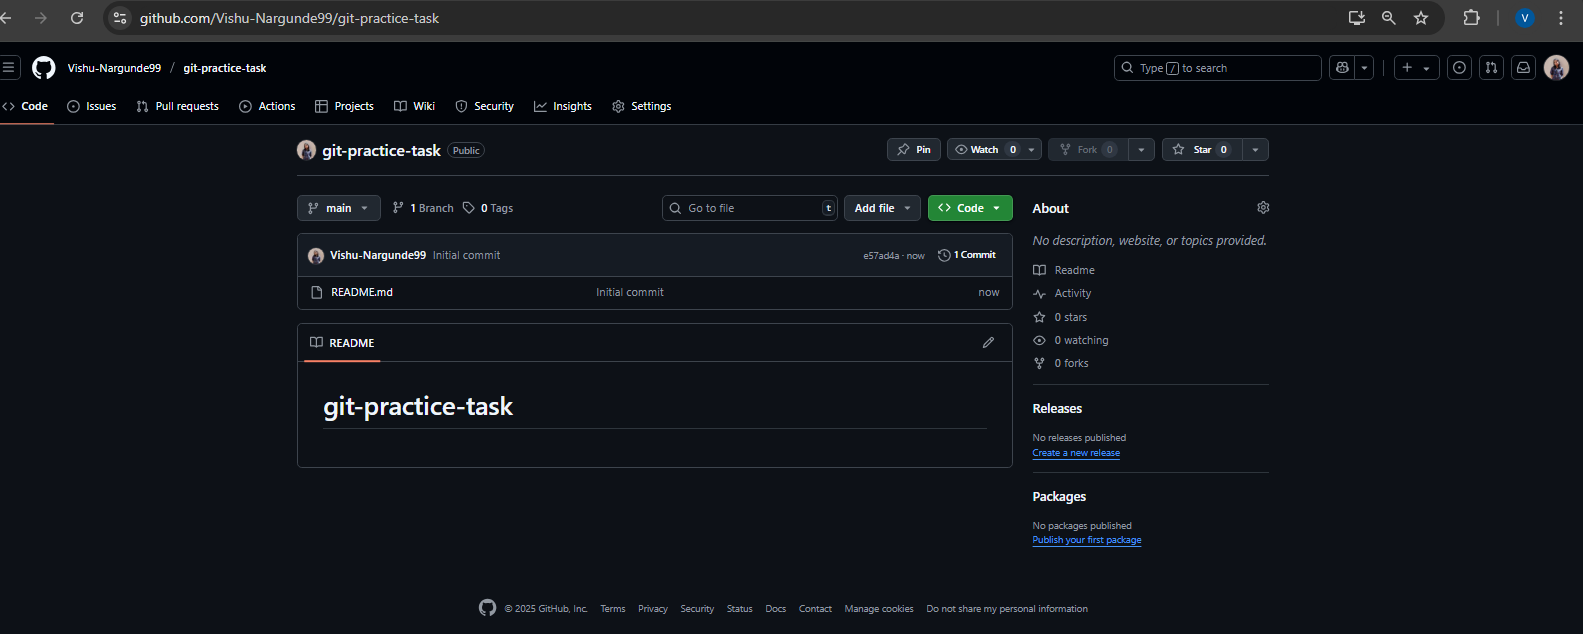 github.com/Vishu-Nargunde99/git-practice-task
V
Vishu-Nargunde99 / git-practice-task
Type / to search
Code Issues Pull requests Actions Projects Wiki Security Insights Settings
git-practice-task Public
Pin Watch 0 Fork 0 Star 0
main 1 Branch 0 Tags Go to file t Add file Code
Vishu-Nargunde99 Initial commit e57ad4a · now 1 Commit
README.md Initial commit now
README
git-practice-task
About
No description, website, or topics provided.
Readme
Activity
0 stars
0 watching
0 forks
Releases
No releases published
Create a new release
Packages
No packages published
Publish your first package
© 2025 GitHub, Inc. Terms Privacy Security Status Docs Contact Manage cookies Do not share my personal information